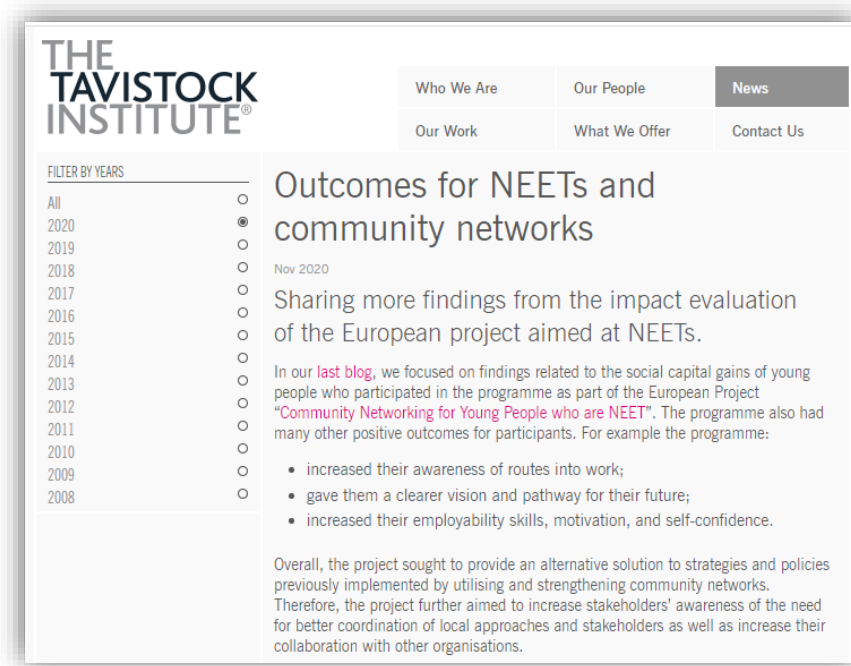 THE
TAVISTOCK
INSTITUTE®
Who We Are
Our People
News
Our Work
What We Offer
Contact Us
FILTER BY YEARS
All
2020
2019
2018
2017
2016
2015
2014
2013
2012
2011
2010
2009
2008
Outcomes for NEETs and
community networks
Nov 2020
Sharing more findings from the impact evaluation
of the European project aimed at NEETs.
In our last blog, we focused on findings related to the social capital gains of young
people who participated in the programme as part of the European Project
“Community Networking for Young People who are NEET”. The programme also had
many other positive outcomes for participants. For example the programme:
• increased their awareness of routes into work;
• gave them a clearer vision and pathway for their future;
• increased their employability skills, motivation, and self-confidence.
Overall, the project sought to provide an alternative solution to strategies and policies
previously implemented by utilising and strengthening community networks.
Therefore, the project further aimed to increase stakeholders’ awareness of the need
for better coordination of local approaches and stakeholders as well as increase their
collaboration with other organisations.